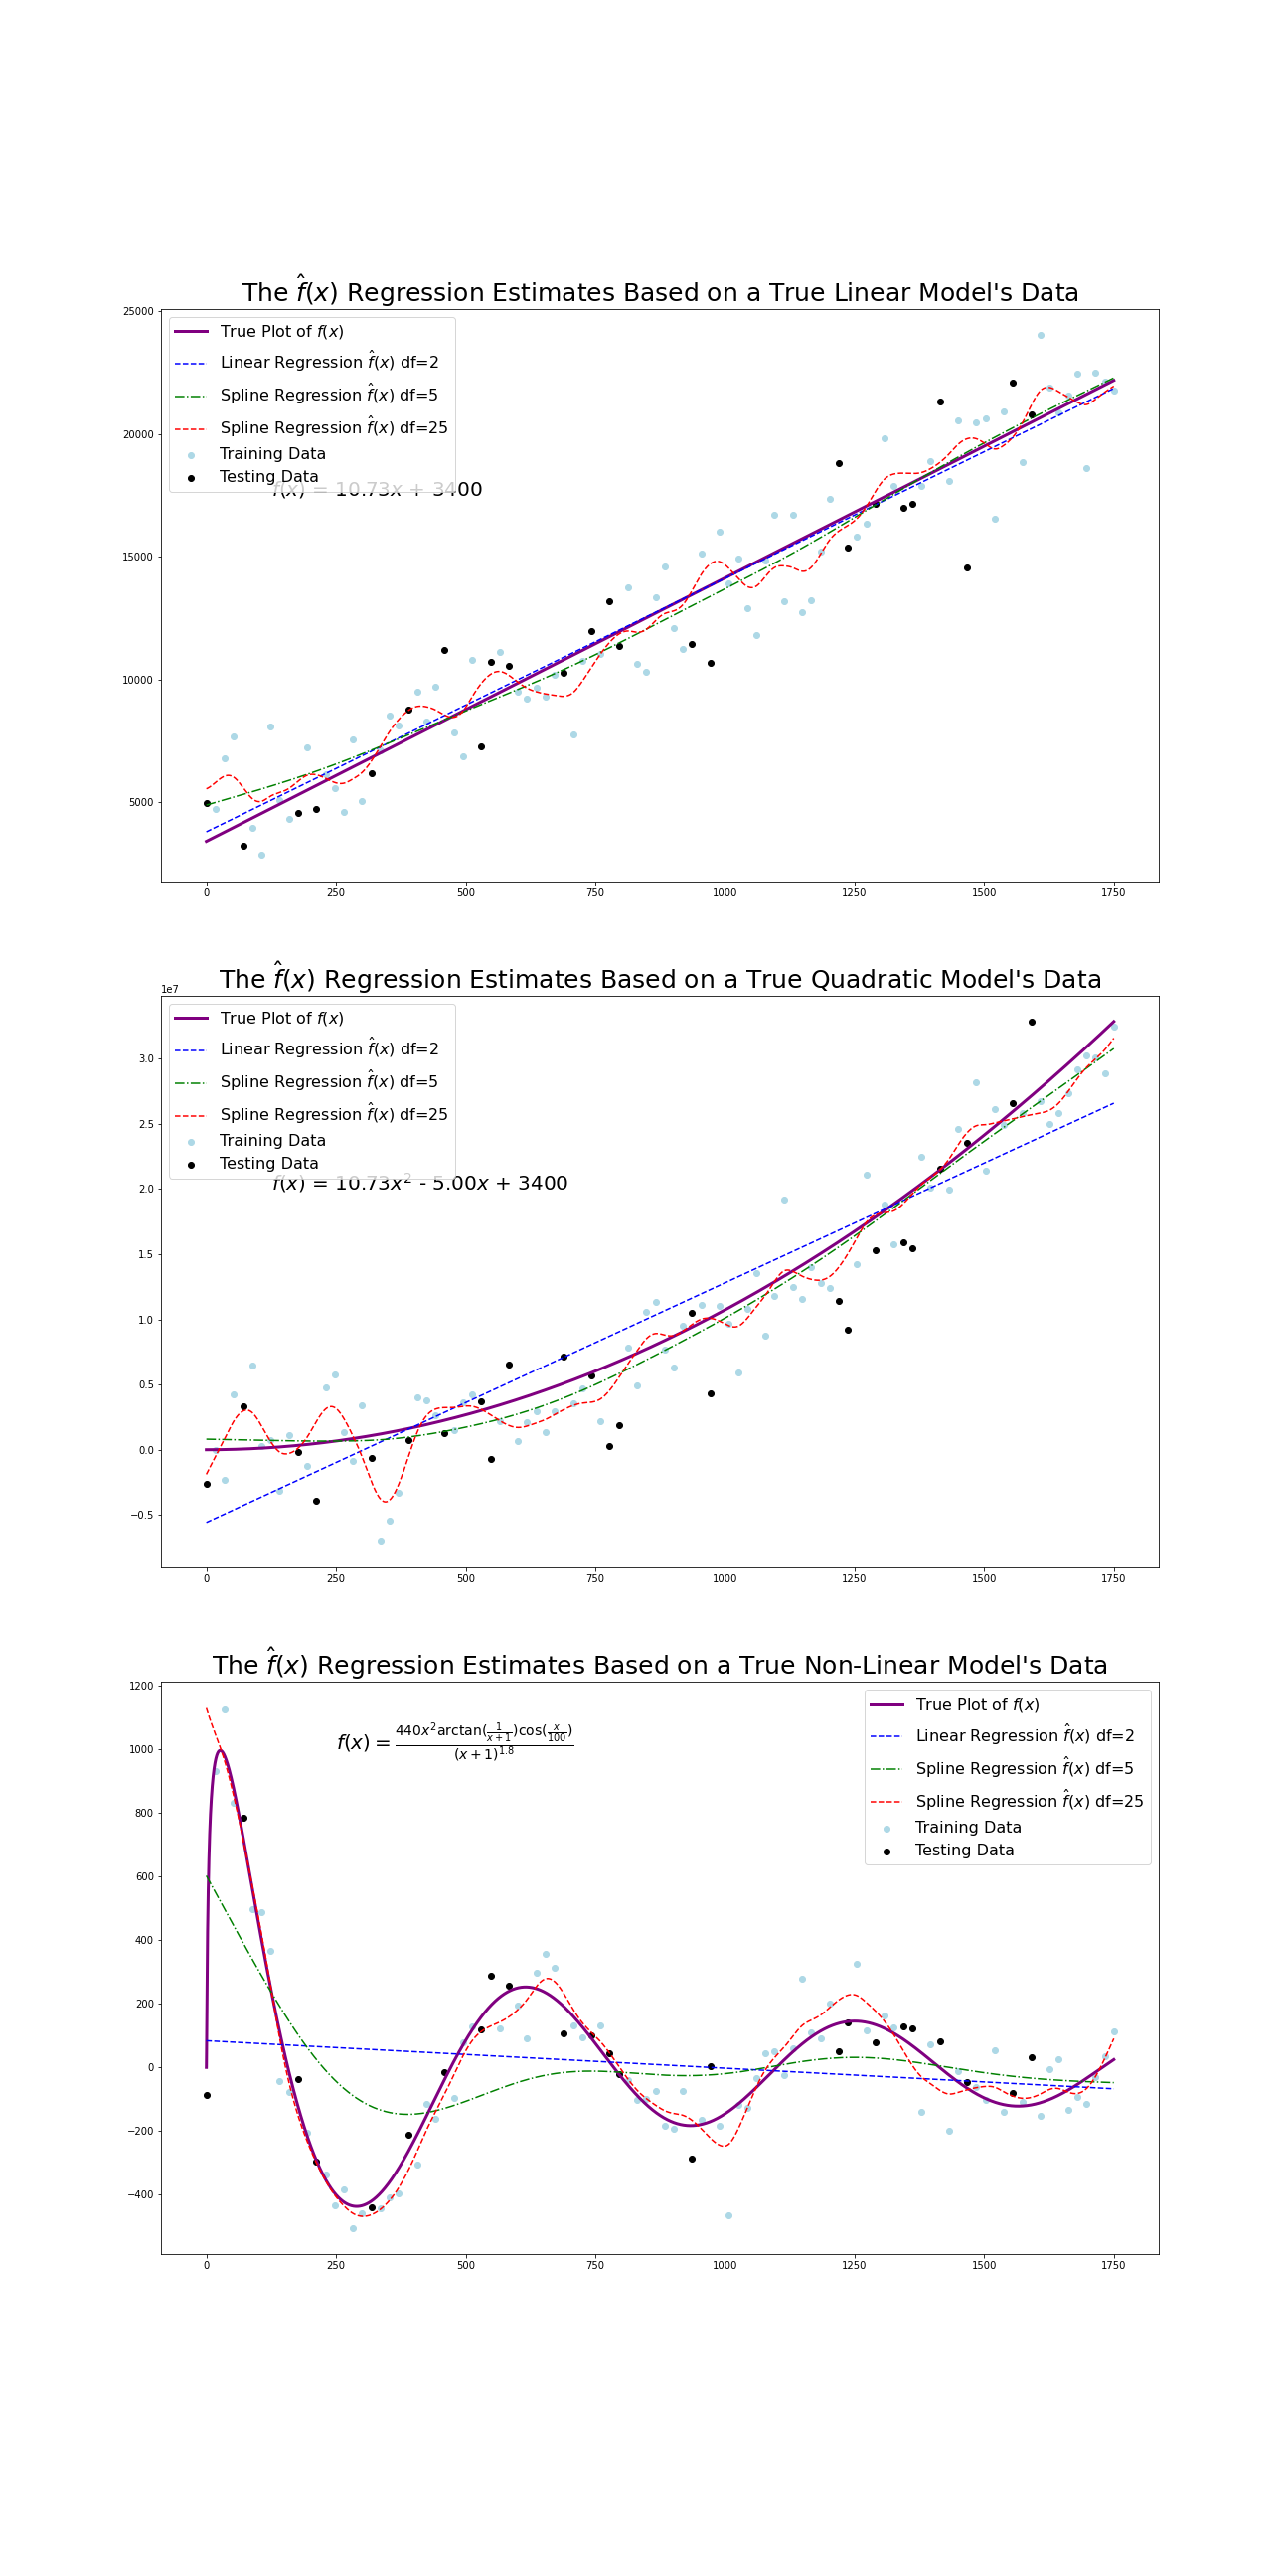 The f̂(x) Regression Estimates Based on a True Linear Model's Data
25000
True Plot of f(x)
Linear Regression f̂(x) df=2
Spline Regression f̂(x) df=5
Spline Regression f̂(x) df=25
Training Data
Testing Data
f(x) = 10.73x + 3400
20000
15000
10000
5000
0 250 500 750 1000 1250 1500 1750
The f̂(x) Regression Estimates Based on a True Quadratic Model's Data
1e7
True Plot of f(x)
Linear Regression f̂(x) df=2
Spline Regression f̂(x) df=5
Spline Regression f̂(x) df=25
Training Data
Testing Data
f(x) = 10.73x² - 5.00x + 3400
3.0
2.5
2.0
1.5
1.0
0.5
0.0
−0.5
0 250 500 750 1000 1250 1500 1750
The f̂(x) Regression Estimates Based on a True Non-Linear Model's Data
1200
True Plot of f(x)
Linear Regression f̂(x) df=2
Spline Regression f̂(x) df=5
Spline Regression f̂(x) df=25
Training Data
Testing Data
f(x) = \frac{440x^2 \arctan(\frac{1}{x+1})\cos(\frac{x}{100})}{(x+1)^{1.8}}
1000
800
600
400
200
0
−200
−400
0 250 500 750 1000 1250 1500 1750